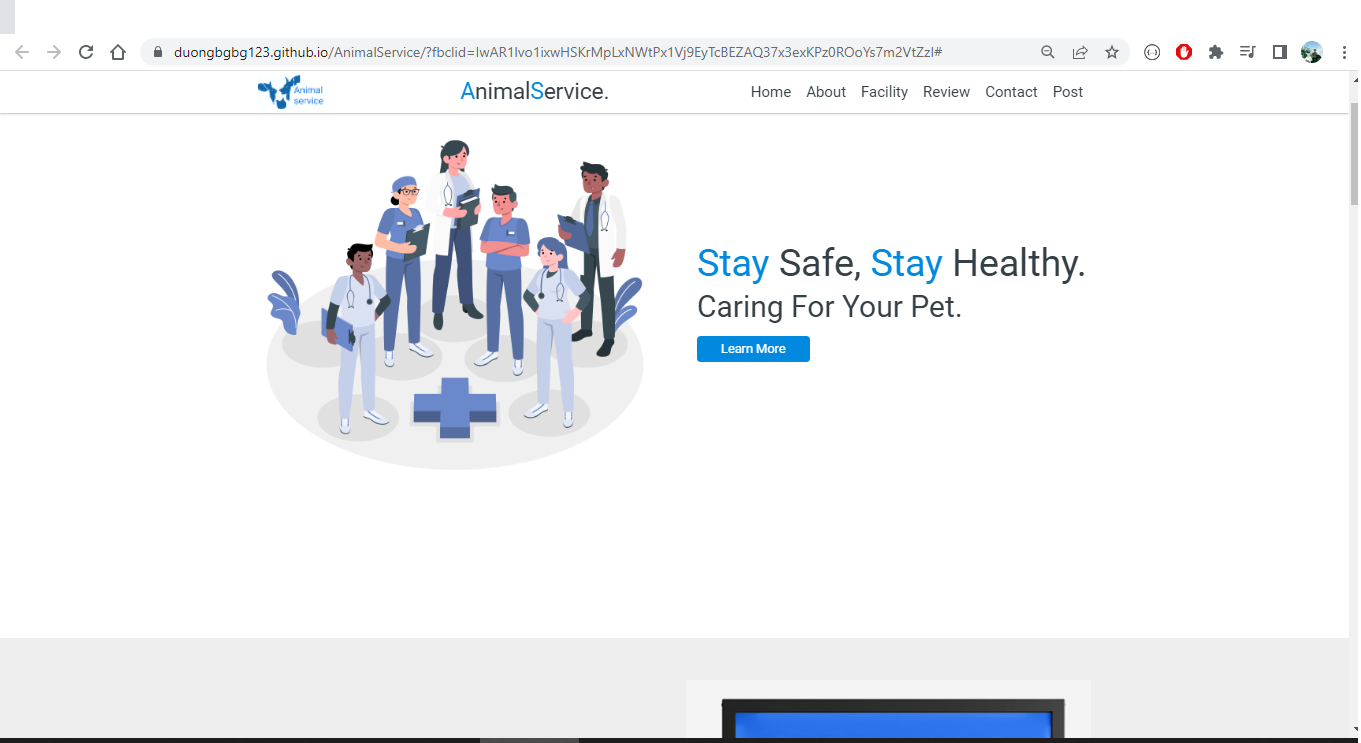 duongbgbg123.github.io/AnimalService/?fbclid=IwAR1Ivo1ixwHSKrMpLxNWtPx1Vj9EyTcBEZAQ37x3exKPz0ROoYs7m2VtZzI#
Animal
service
AnimalService.
Home About Facility Review Contact Post
Stay Safe, Stay Healthy.
Caring For Your Pet.
Learn More